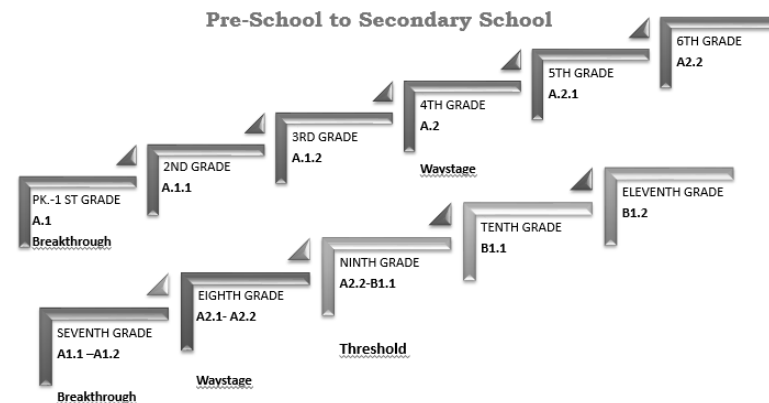 Pre-School to Secondary School
PK.-1 ST GRADE
A.1
Breakthrough
2ND GRADE
A.1.1
3RD GRADE
A.1.2
4TH GRADE
A.2
Waystage
5TH GRADE
A.2.1
6TH GRADE
A2.2
SEVENTH GRADE
A1.1 –A1.2
Breakthrough
EIGHTH GRADE
A2.1- A2.2
Waystage
NINTH GRADE
A2.2-B1.1
Threshold
TENTH GRADE
B1.1
ELEVENTH GRADE
B1.2